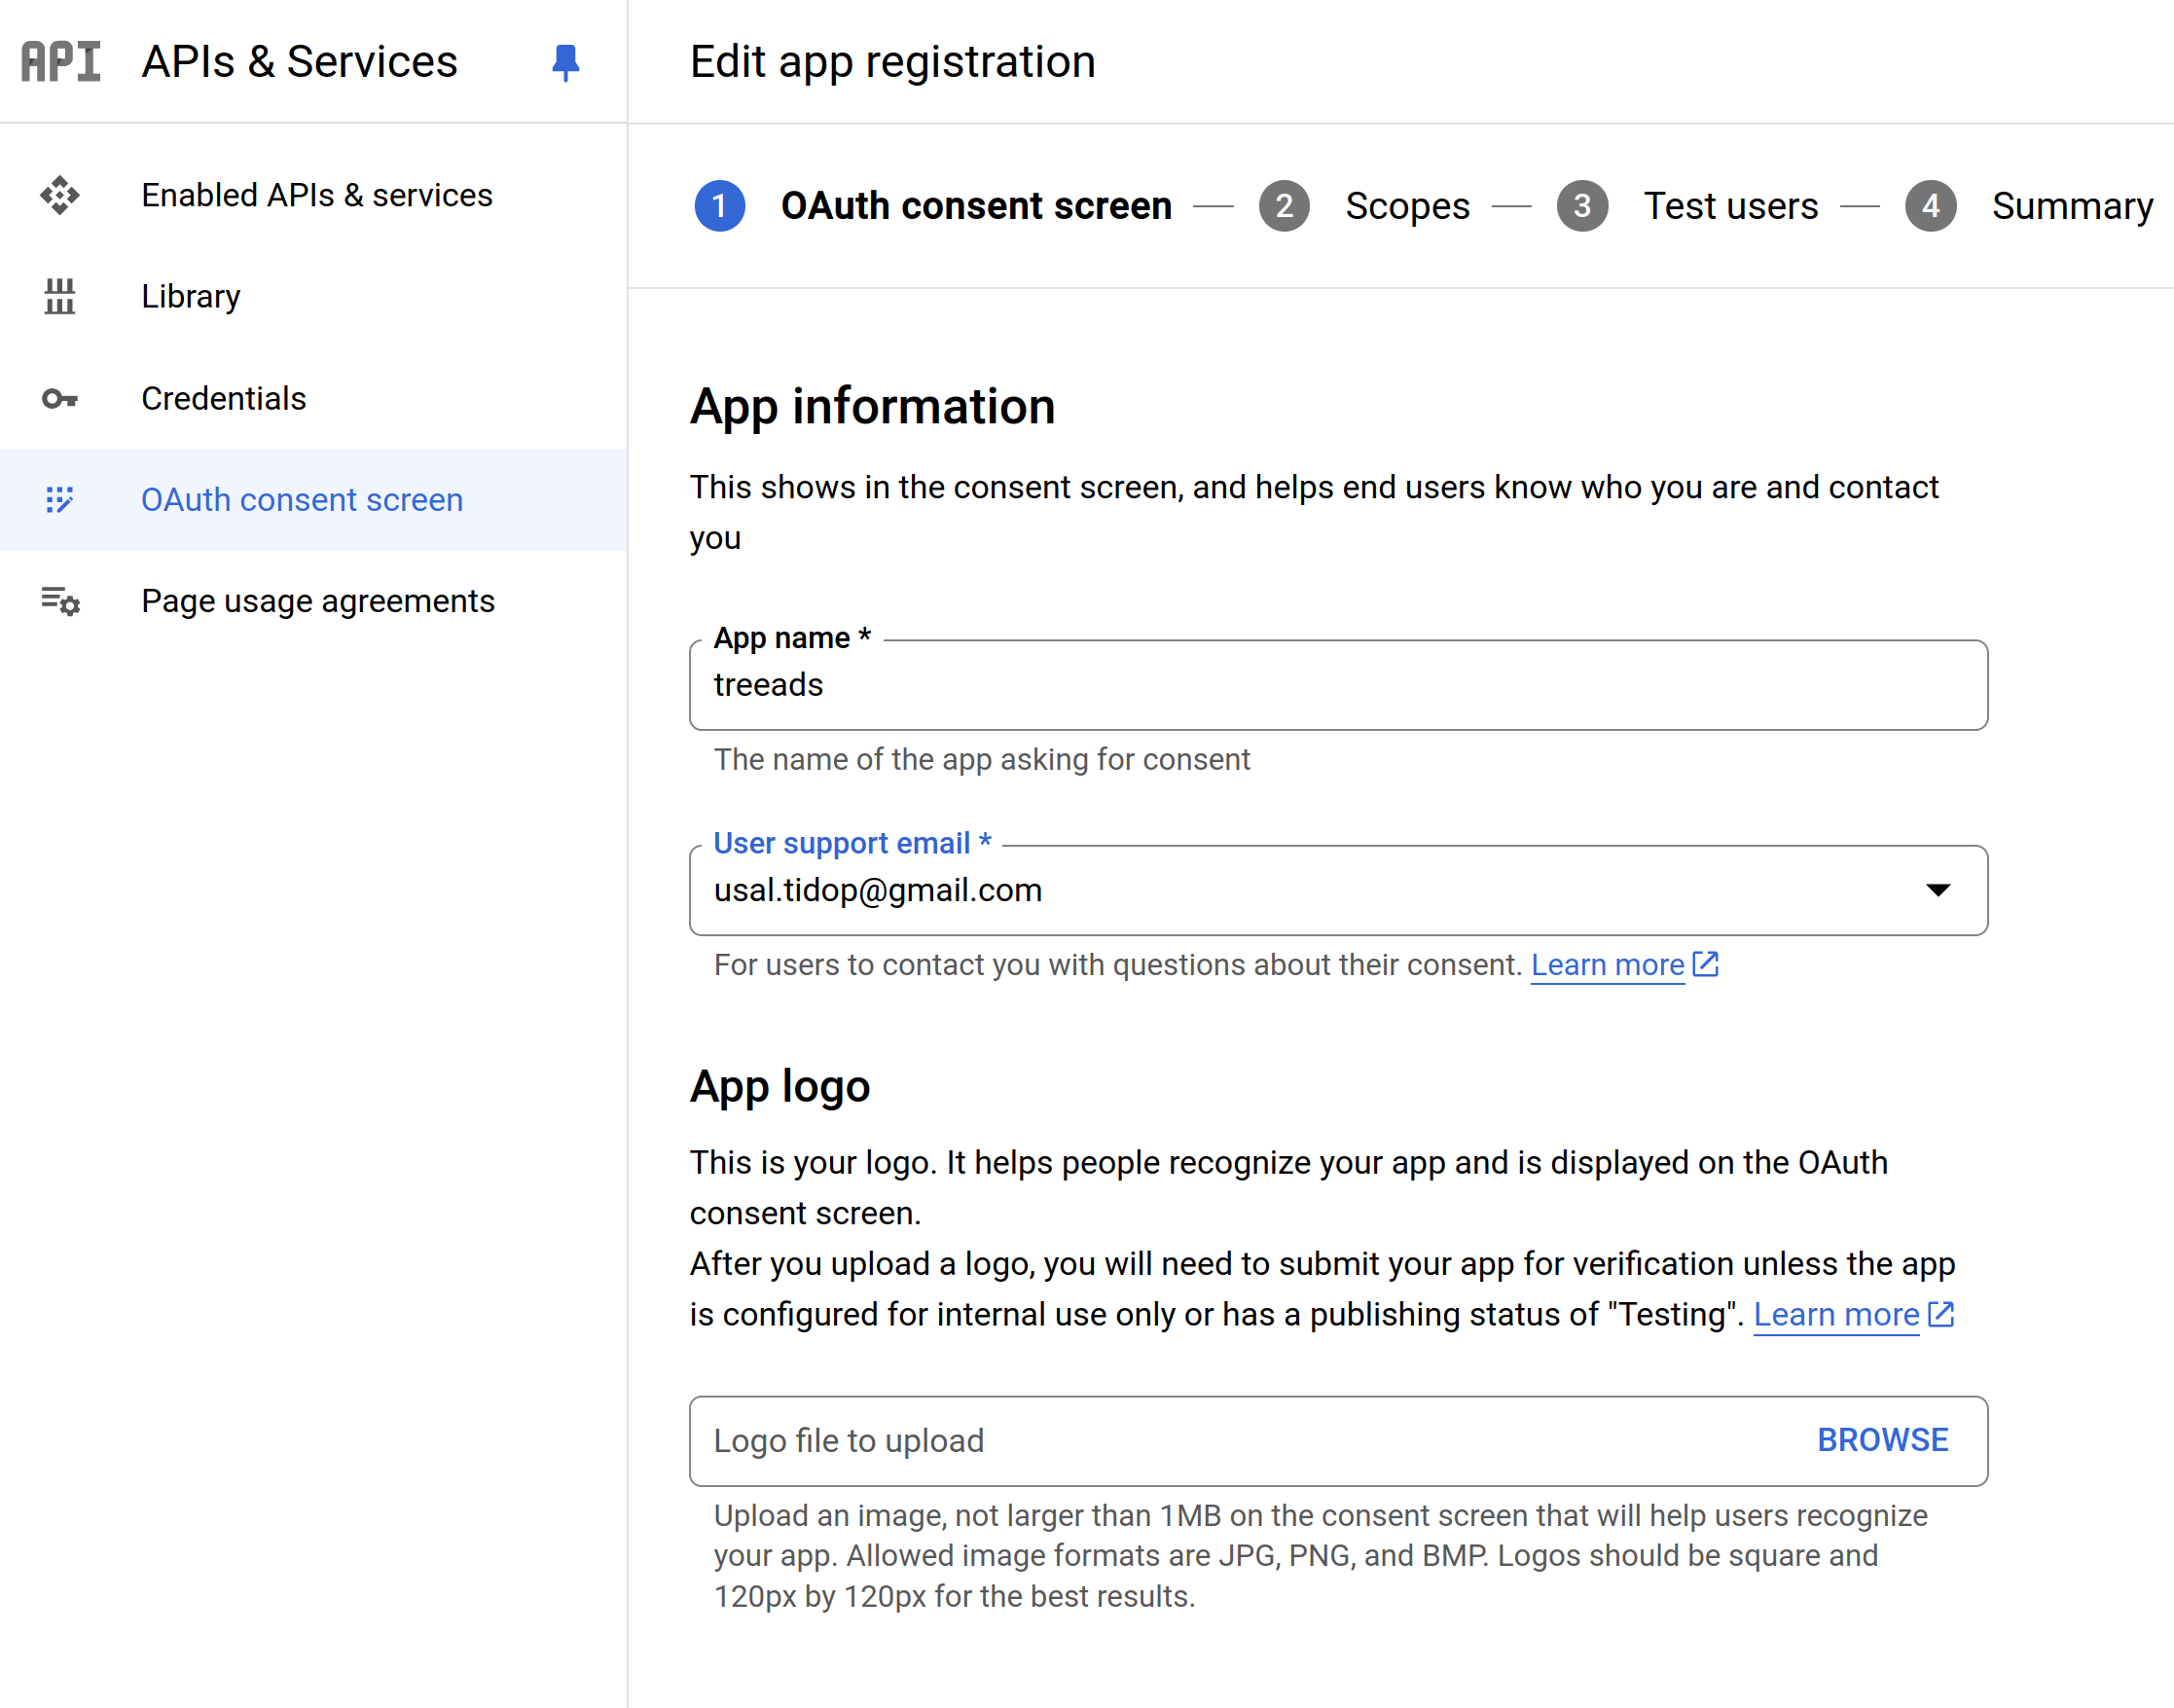 API APIs & Services
Enabled APIs & services
Library
Credentials
OAuth consent screen
Page usage agreements
Edit app registration
1 OAuth consent screen — 2 Scopes — 3 Test users — 4 Summary
App information
This shows in the consent screen, and helps end users know who you are and contact
you
App name *
treeads
The name of the app asking for consent
User support email *
usal.tidop@gmail.com
For users to contact you with questions about their consent. Learn more
App logo
This is your logo. It helps people recognize your app and is displayed on the OAuth
consent screen.
After you upload a logo, you will need to submit your app for verification unless the app
is configured for internal use only or has a publishing status of "Testing". Learn more
Logo file to upload BROWSE
Upload an image, not larger than 1MB on the consent screen that will help users recognize
your app. Allowed image formats are JPG, PNG, and BMP. Logos should be square and
120px by 120px for the best results.